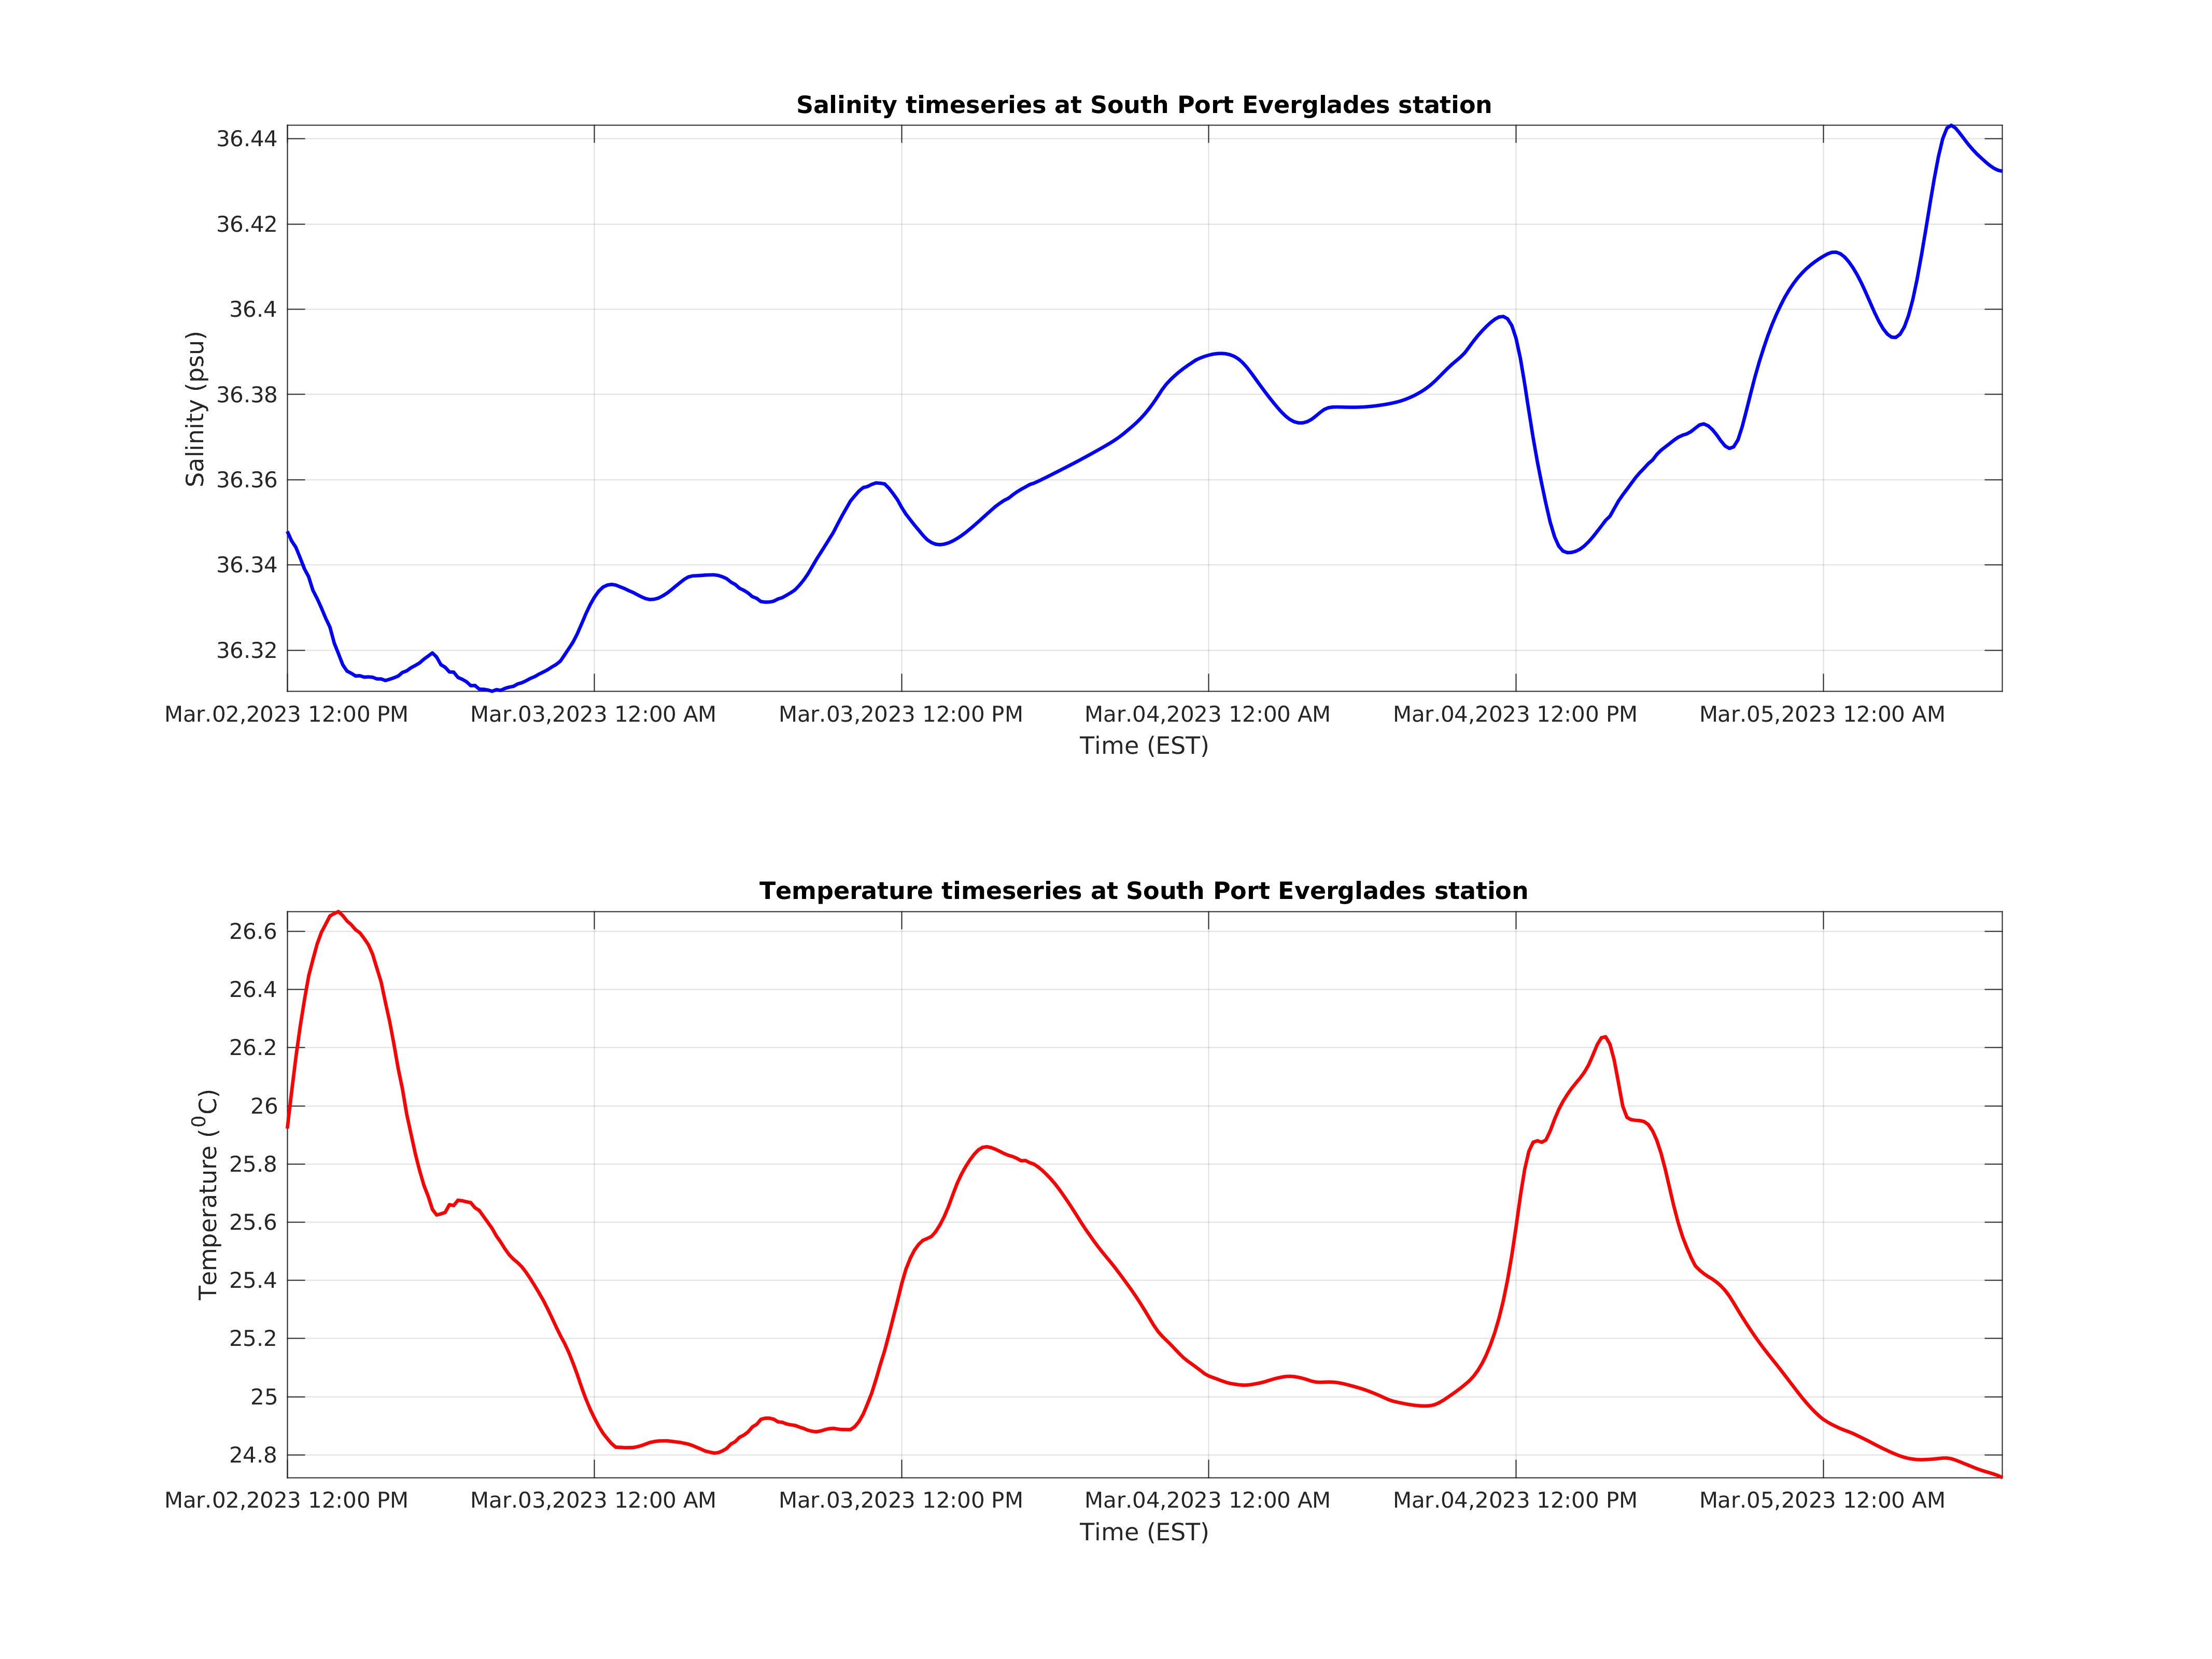 Salinity timeseries at South Port Everglades station
36.44
36.42
36.4
36.38
36.36
36.34
36.32
Salinity (psu)
Mar.02,2023 12:00 PM Mar.03,2023 12:00 AM Mar.03,2023 12:00 PM Mar.04,2023 12:00 AM Mar.04,2023 12:00 PM Mar.05,2023 12:00 AM
Time (EST)
Temperature timeseries at South Port Everglades station
26.6
26.4
26.2
26
25.8
25.6
25.4
25.2
25
24.8
Temperature (⁰C)
Mar.02,2023 12:00 PM Mar.03,2023 12:00 AM Mar.03,2023 12:00 PM Mar.04,2023 12:00 AM Mar.04,2023 12:00 PM Mar.05,2023 12:00 AM
Time (EST)